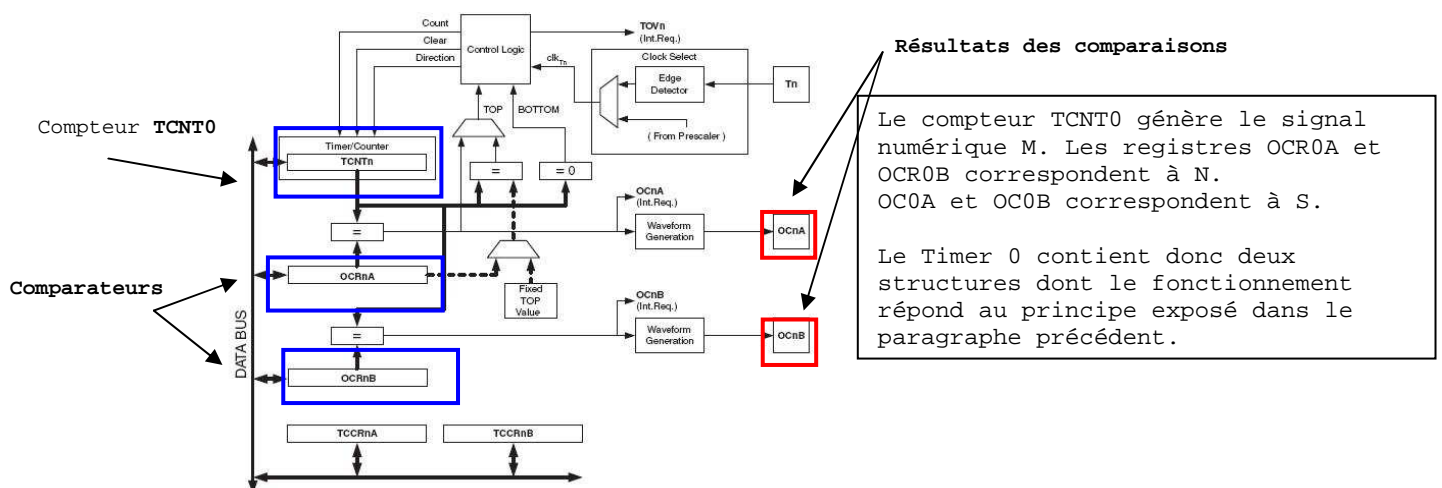 Count
Clear
Direction
Control Logic
TOVn
(Int.Req.)
clkTn
Clock Select
Edge
Detector
Tn
( From Prescaler )
TOP
BOTTOM
Résultats des comparaisons
Compteur TCNT0
Timer/Counter
TCNTn
=
= 0
OCnA
(Int.Req.)
=
Waveform
Generation
OCnA
Comparateurs
OCRnA
Fixed
TOP
Value
OCnB
(Int.Req.)
=
Waveform
Generation
OCnB
DATA BUS
OCRnB
TCCRnA
TCCRnB
Le compteur TCNT0 génère le signal
numérique M. Les registres OCR0A et
OCR0B correspondent à N.
OC0A et OC0B correspondent à S.
Le Timer 0 contient donc deux
structures dont le fonctionnement
répond au principe exposé dans le
paragraphe précédent.